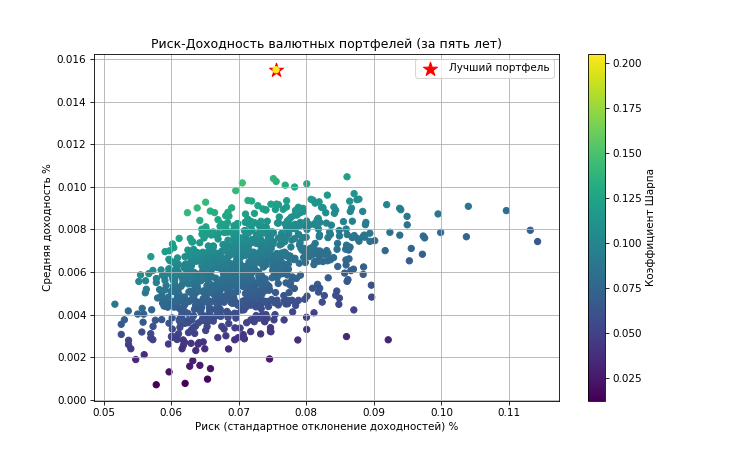 Риск-Доходность валютных портфелей (за пять лет)
Лучший портфель
Средняя доходность %
0.016
0.014
0.012
0.010
0.008
0.006
0.004
0.002
0.000
0.05 0.06 0.07 0.08 0.09 0.10 0.11
Риск (стандартное отклонение доходностей) %
0.200
0.175
0.150
0.125
0.100
0.075
0.050
0.025
Коэффициент Шарпа